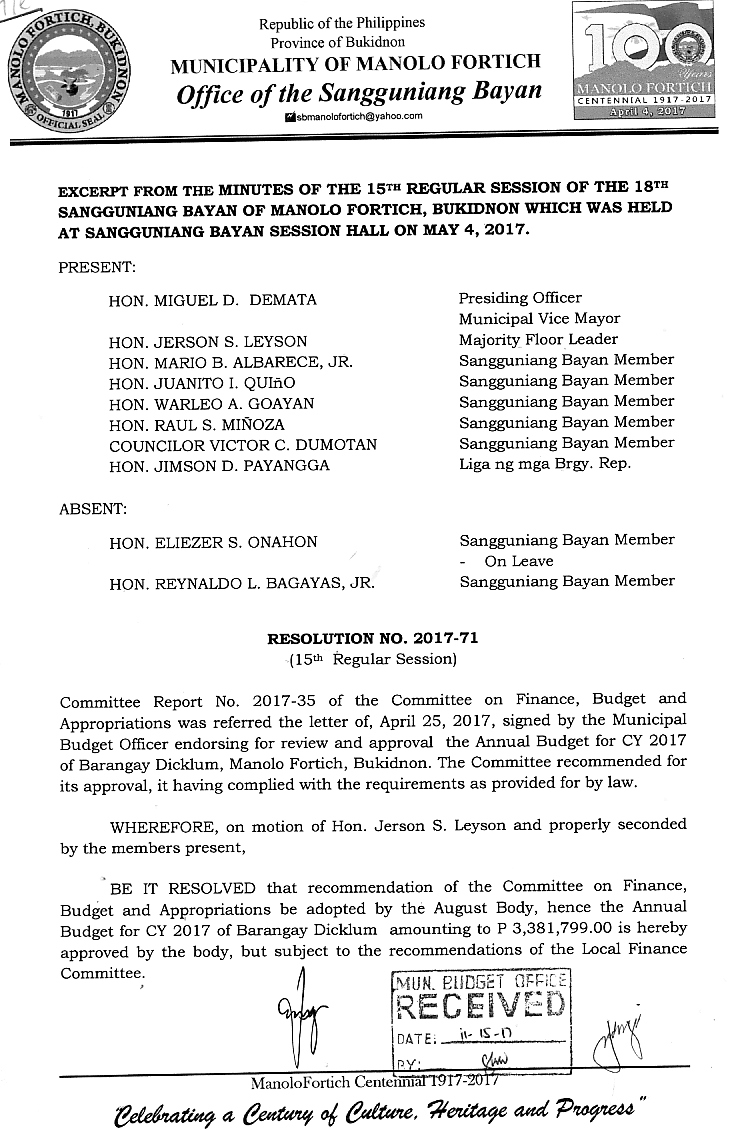 Republic of the Philippines
Province of Bukidnon
MUNICIPALITY OF MANOLO FORTICH
Office of the Sangguniang Bayan
sbmanolofortich@yahoo.com
MANOLO FORTICH, BUKIDNON
1917
OFFICIAL SEAL
100
Years
MANOLO FORTICH
CENTENNIAL 1917-2017
April 4, 2017
EXCERPT FROM THE MINUTES OF THE 15TH REGULAR SESSION OF THE 18TH
SANGGUNIANG BAYAN OF MANOLO FORTICH, BUKIDNON WHICH WAS HELD
AT SANGGUNIANG BAYAN SESSION HALL ON MAY 4, 2017.
PRESENT:
HON. MIGUEL D. DEMATA Presiding Officer
Municipal Vice Mayor
HON. JERSON S. LEYSON Majority Floor Leader
HON. MARIO B. ALBARECE, JR. Sangguniang Bayan Member
HON. JUANITO I. QUIñO Sangguniang Bayan Member
HON. WARLEO A. GOAYAN Sangguniang Bayan Member
HON. RAUL S. MIÑOZA Sangguniang Bayan Member
COUNCILOR VICTOR C. DUMOTAN Sangguniang Bayan Member
HON. JIMSON D. PAYANGGA Liga ng mga Brgy. Rep.
ABSENT:
HON. ELIEZER S. ONAHON Sangguniang Bayan Member
- On Leave
HON. REYNALDO L. BAGAYAS, JR. Sangguniang Bayan Member
RESOLUTION NO. 2017-71
(15th Regular Session)
Committee Report No. 2017-35 of the Committee on Finance, Budget and
Appropriations was referred the letter of, April 25, 2017, signed by the Municipal
Budget Officer endorsing for review and approval the Annual Budget for CY 2017
of Barangay Dicklum, Manolo Fortich, Bukidnon. The Committee recommended for
its approval, it having complied with the requirements as provided for by law.
WHEREFORE, on motion of Hon. Jerson S. Leyson and properly seconded
by the members present,
BE IT RESOLVED that recommendation of the Committee on Finance,
Budget and Appropriations be adopted by the August Body, hence the Annual
Budget for CY 2017 of Barangay Dicklum amounting to P 3,381,799.00 is hereby
approved by the body, but subject to the recommendations of the Local Finance
Committee.
MUN. BUDGET OFFICE
RECEIVED
DATE: 11-15-17
BY:
ManoloFortich Centennial 1917-2017
"Celebrating a Century of Culture, Heritage and Progress"